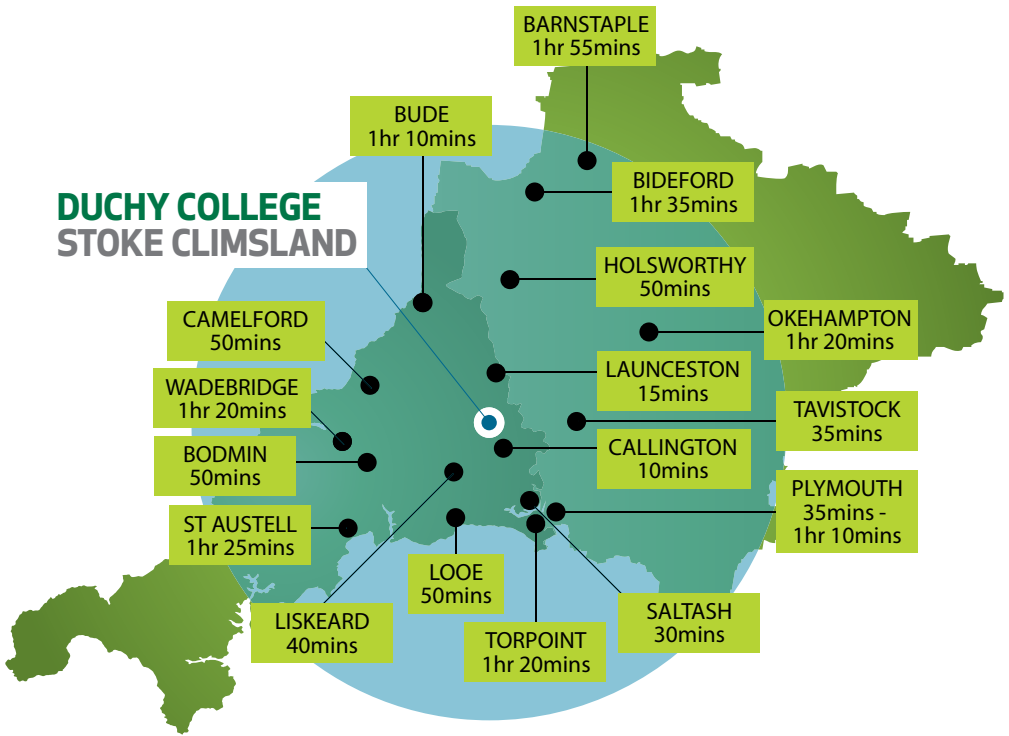 BARNSTAPLE
1hr 55mins
BUDE
1hr 10mins
BIDEFORD
1hr 35mins
DUCHY COLLEGE
STOKE CLIMSLAND
HOLSWORTHY
50mins
CAMELFORD
50mins
OKEHAMPTON
1hr 20mins
LAUNCESTON
15mins
WADEBRIDGE
1hr 20mins
TAVISTOCK
35mins
BODMIN
50mins
CALLINGTON
10mins
PLYMOUTH
35mins -
1hr 10mins
ST AUSTELL
1hr 25mins
LOOE
50mins
LISKEARD
40mins
SALTASH
30mins
TORPOINT
1hr 20mins